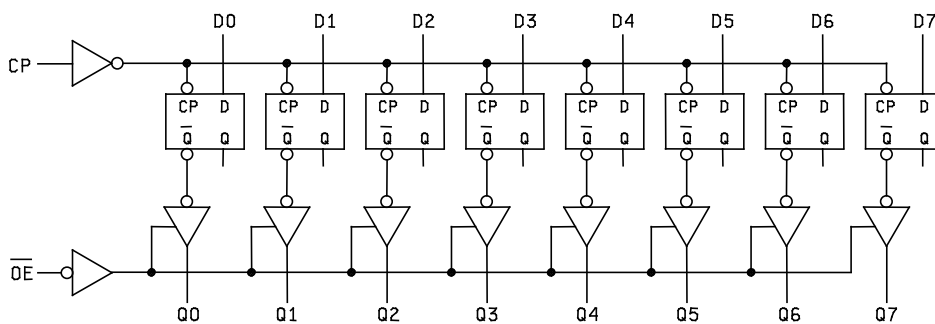 D0 D1 D2 D3 D4 D5 D6 D7
CP
CP D CP D CP D CP D CP D CP D CP D CP D
Q̅ Q Q̅ Q Q̅ Q Q̅ Q Q̅ Q Q̅ Q Q̅ Q Q̅ Q
O̅E̅
Q0 Q1 Q2 Q3 Q4 Q5 Q6 Q7